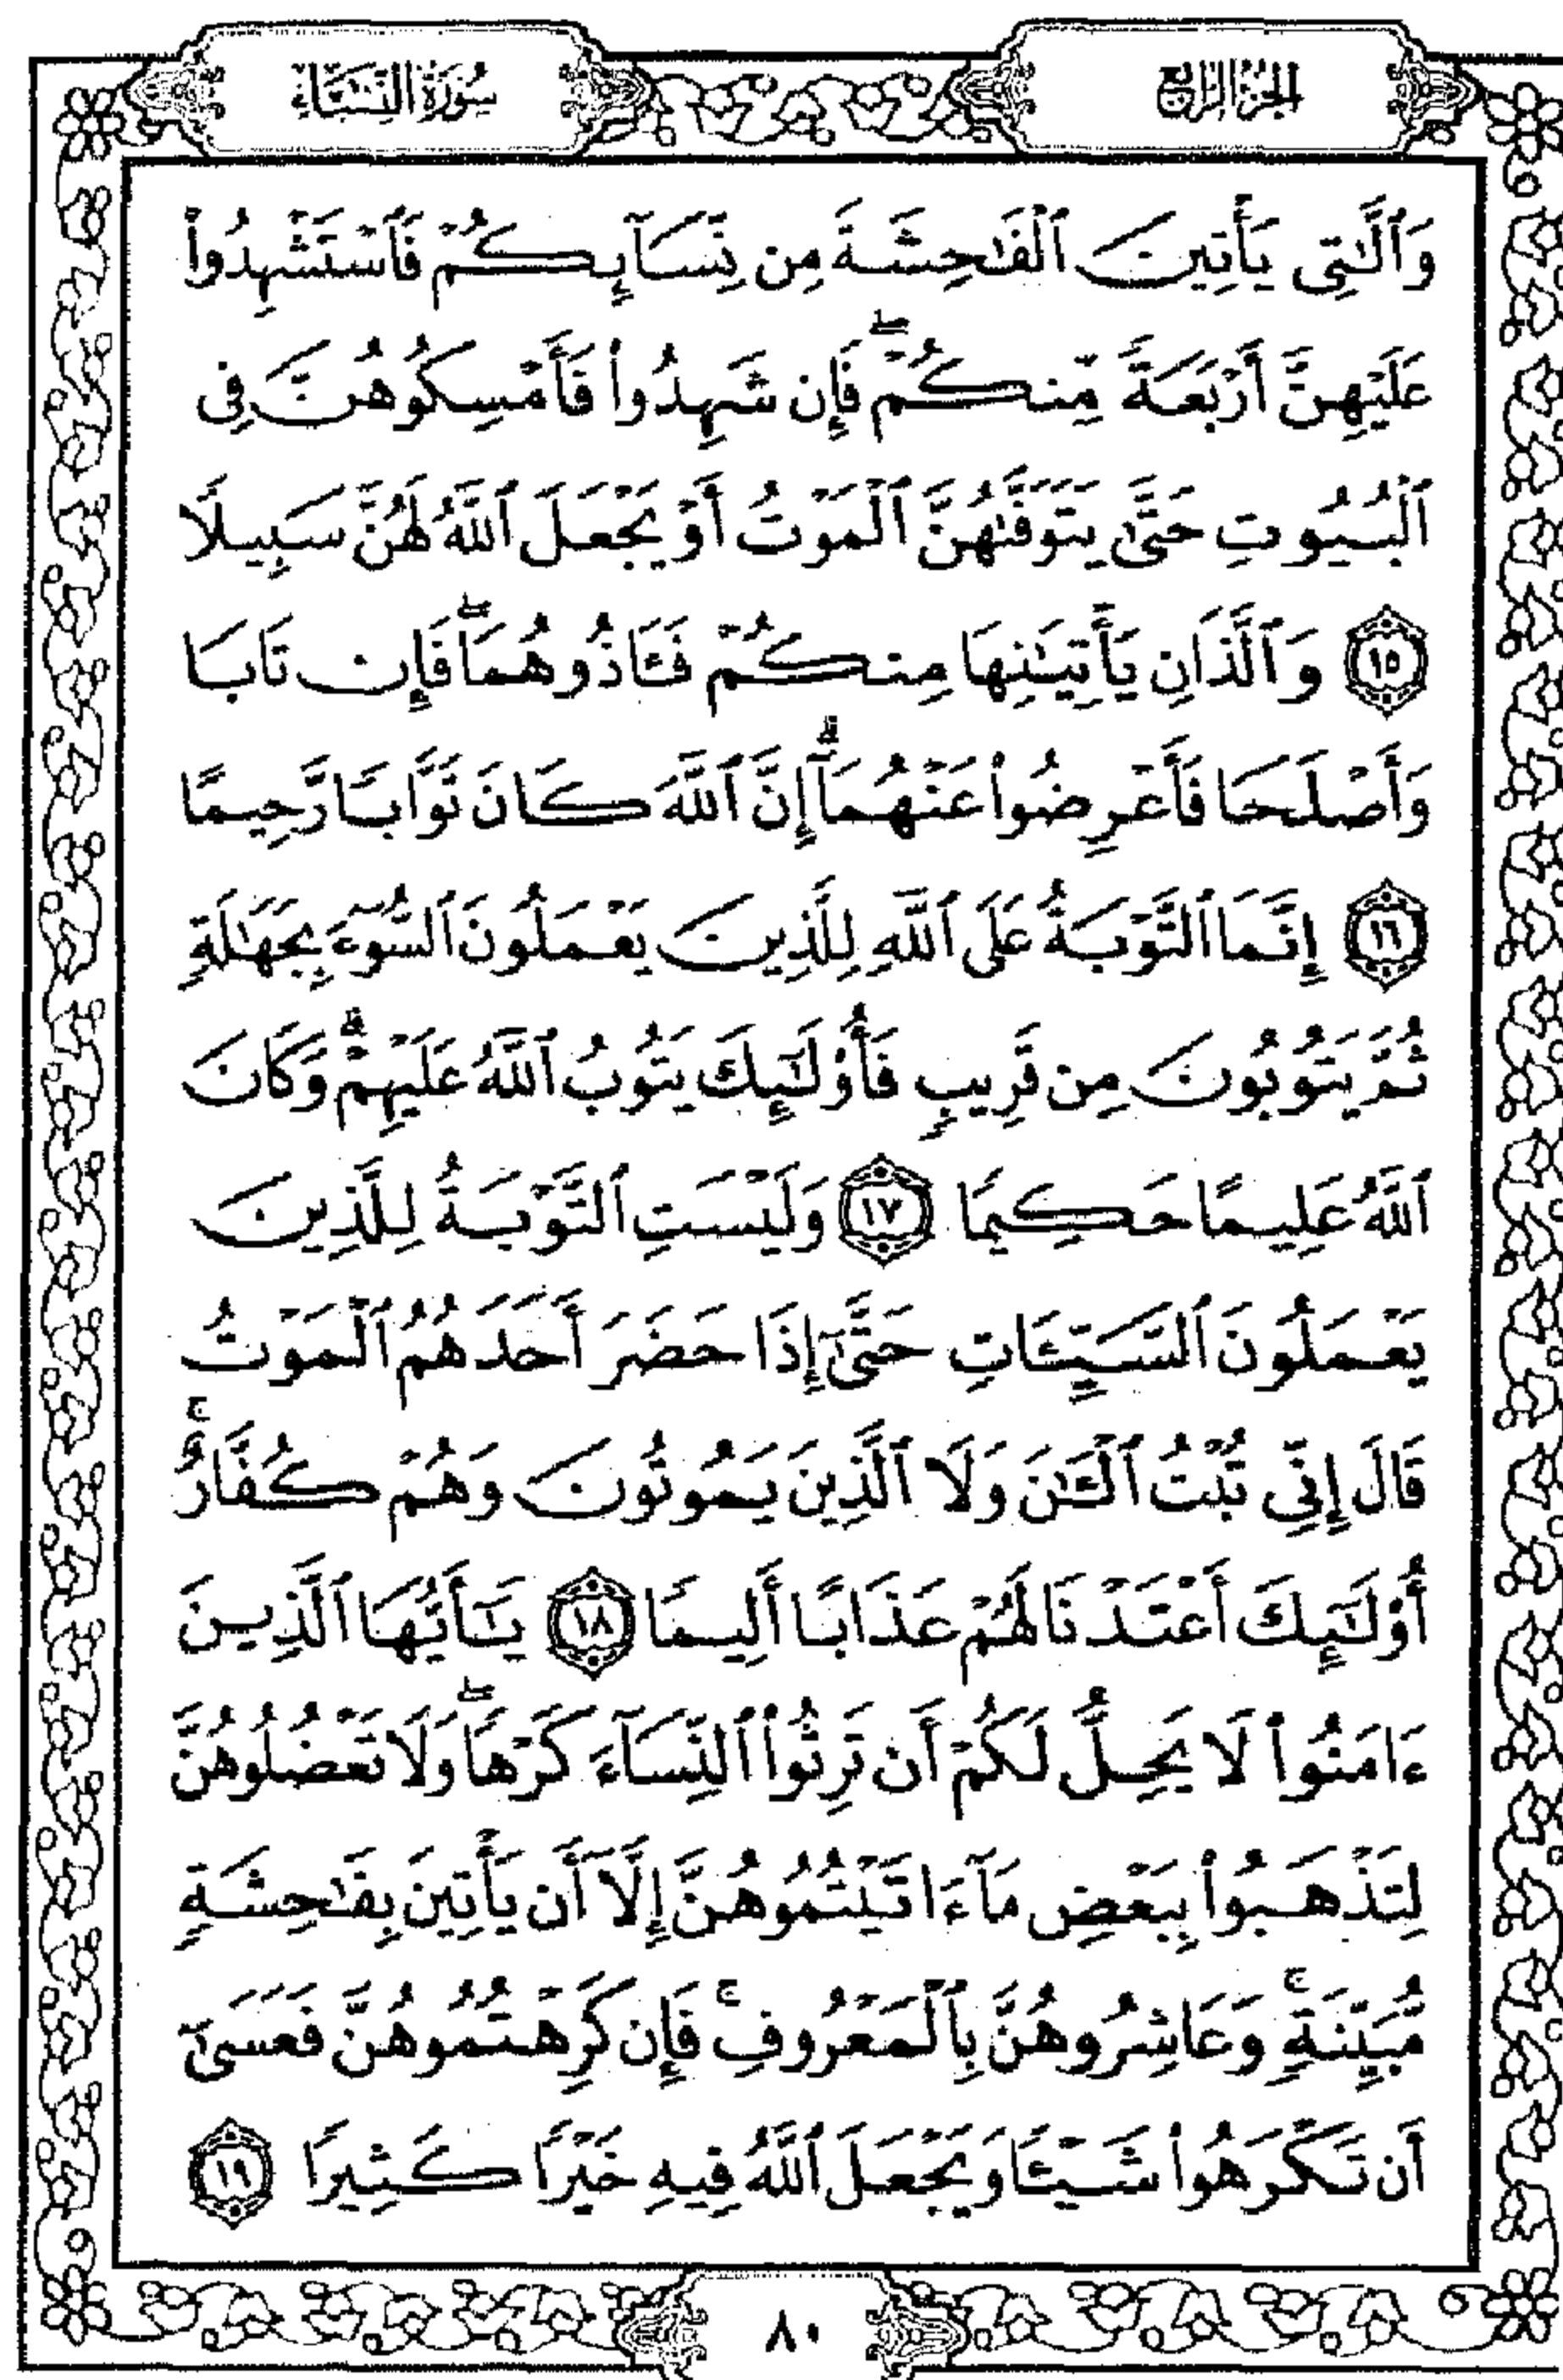 الجزء الرابع
سورة النساء
وَٱلَّٰتِى يَأْتِينَ ٱلْفَٰحِشَةَ مِن نِّسَآئِكُمْ فَٱسْتَشْهِدُوا۟
عَلَيْهِنَّ أَرْبَعَةً مِّنكُمْ ۖ فَإِن شَهِدُوا۟ فَأَمْسِكُوهُنَّ فِى
ٱلْبُيُوتِ حَتَّىٰ يَتَوَفَّىٰهُنَّ ٱلْمَوْتُ أَوْ يَجْعَلَ ٱللَّهُ لَهُنَّ سَبِيلًا
١٥ وَٱلَّذَانِ يَأْتِيَٰنِهَا مِنكُمْ فَـَٔاذُوهُمَا ۖ فَإِن تَابَا
وَأَصْلَحَا فَأَعْرِضُوا۟ عَنْهُمَآ ۗ إِنَّ ٱللَّهَ كَانَ تَوَّابًا رَّحِيمًا
١٦ إِنَّمَا ٱلتَّوْبَةُ عَلَى ٱللَّهِ لِلَّذِينَ يَعْمَلُونَ ٱلسُّوٓءَ بِجَهَٰلَةٍ
ثُمَّ يَتُوبُونَ مِن قَرِيبٍ فَأُو۟لَٰٓئِكَ يَتُوبُ ٱللَّهُ عَلَيْهِمْ ۗ وَكَانَ
ٱللَّهُ عَلِيمًا حَكِيمًا ١٧ وَلَيْسَتِ ٱلتَّوْبَةُ لِلَّذِينَ
يَعْمَلُونَ ٱلسَّيِّـَٔاتِ حَتَّىٰٓ إِذَا حَضَرَ أَحَدَهُمُ ٱلْمَوْتُ
قَالَ إِنِّى تُبْتُ ٱلْـَٰٔنَ وَلَا ٱلَّذِينَ يَمُوتُونَ وَهُمْ كُفَّارٌ ۚ
أُو۟لَٰٓئِكَ أَعْتَدْنَا لَهُمْ عَذَابًا أَلِيمًا ١٨ يَٰٓأَيُّهَا ٱلَّذِينَ
ءَامَنُوا۟ لَا يَحِلُّ لَكُمْ أَن تَرِثُوا۟ ٱلنِّسَآءَ كَرْهًا ۖ وَلَا تَعْضُلُوهُنَّ
لِتَذْهَبُوا۟ بِبَعْضِ مَآ ءَاتَيْتُمُوهُنَّ إِلَّآ أَن يَأْتِينَ بِفَٰحِشَةٍ
مُّبَيِّنَةٍ ۚ وَعَاشِرُوهُنَّ بِٱلْمَعْرُوفِ ۚ فَإِن كَرِهْتُمُوهُنَّ فَعَسَىٰٓ
أَن تَكْرَهُوا۟ شَيْـًٔا وَيَجْعَلَ ٱللَّهُ فِيهِ خَيْرًا كَثِيرًا ١٩
٨٠